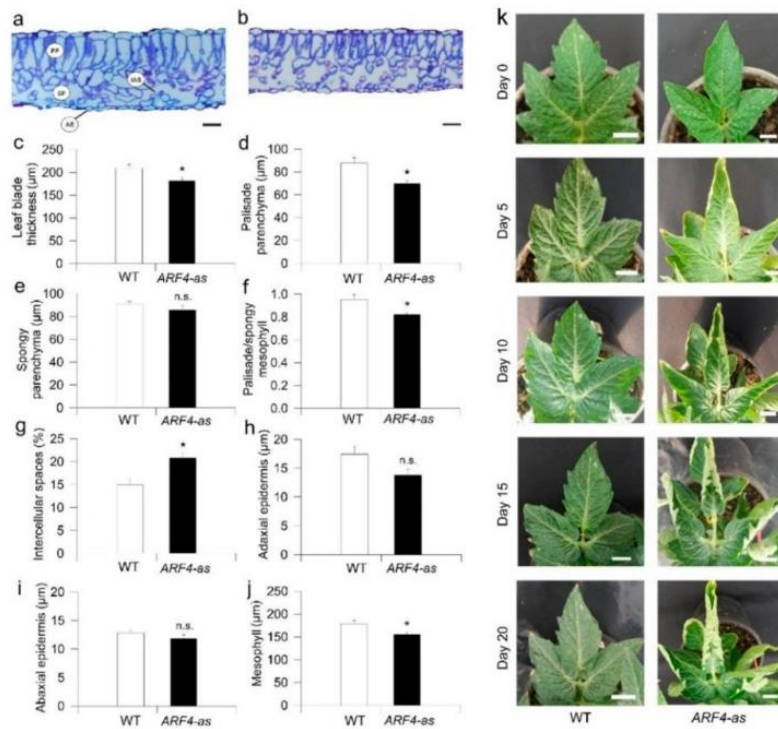 a
b
k
PP
SP
IAS
AE
c
d
Leaf blade
thickness (µm)
250
200
150
100
50
0
*
WT
ARF4-as
Palisade
parenchyma (µm)
100
80
60
40
20
0
*
WT
ARF4-as
e
f
Spongy
parenchyma (µm)
100
80
60
40
20
0
n.s.
WT
ARF4-as
Palisade/spongy
mesophyll
1.0
0.8
0.6
0.4
0.2
0.0
*
WT
ARF4-as
g
h
Intercellular spaces (%)
25
20
15
10
5
0
*
WT
ARF4-as
Adaxial epidermis (µm)
20
15
10
5
0
n.s.
WT
ARF4-as
i
j
Abaxial epidermis (µm)
20
15
10
5
0
n.s.
WT
ARF4-as
Mesophyll (µm)
250
200
150
100
50
0
*
WT
ARF4-as
Day 0
Day 5
Day 10
Day 15
Day 20
WT
ARF4-as